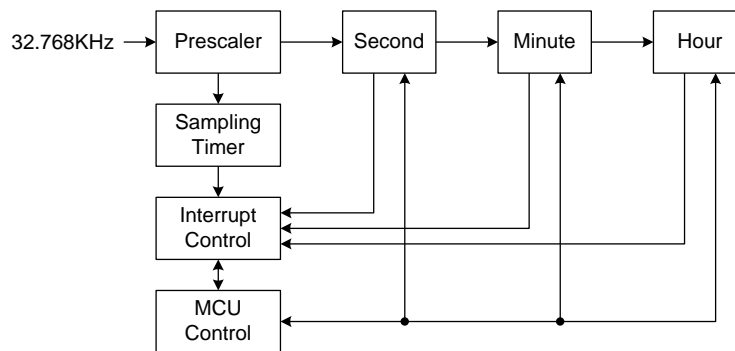 32.768KHz
Prescaler
Second
Minute
Hour
Sampling
Timer
Interrupt
Control
MCU
Control